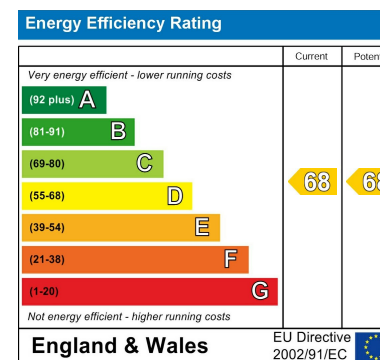 Energy Efficiency Rating
Current
Very energy efficient - lower running costs
(92 plus) A
(81-91) B
(69-80) C
(55-68) D
68
(39-54) E
(21-38) F
(1-20) G
Not energy efficient - higher running costs
England & Wales
EU Directive
2002/91/EC